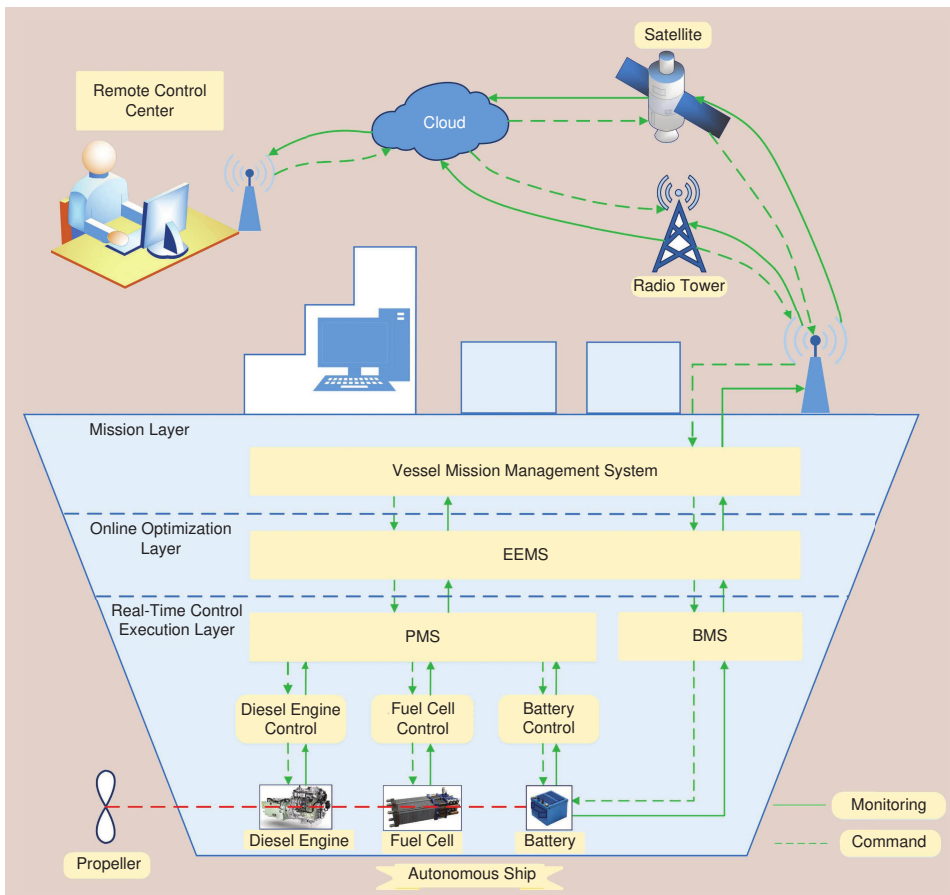 Satellite
Remote Control
Center
Cloud
Radio Tower
Mission Layer
Vessel Mission Management System
Online Optimization
Layer
EEMS
Real-Time Control
Execution Layer
PMS
BMS
Diesel Engine
Control
Fuel Cell
Control
Battery
Control
Monitoring
Diesel Engine
Fuel Cell
Battery
Command
Propeller
Autonomous Ship